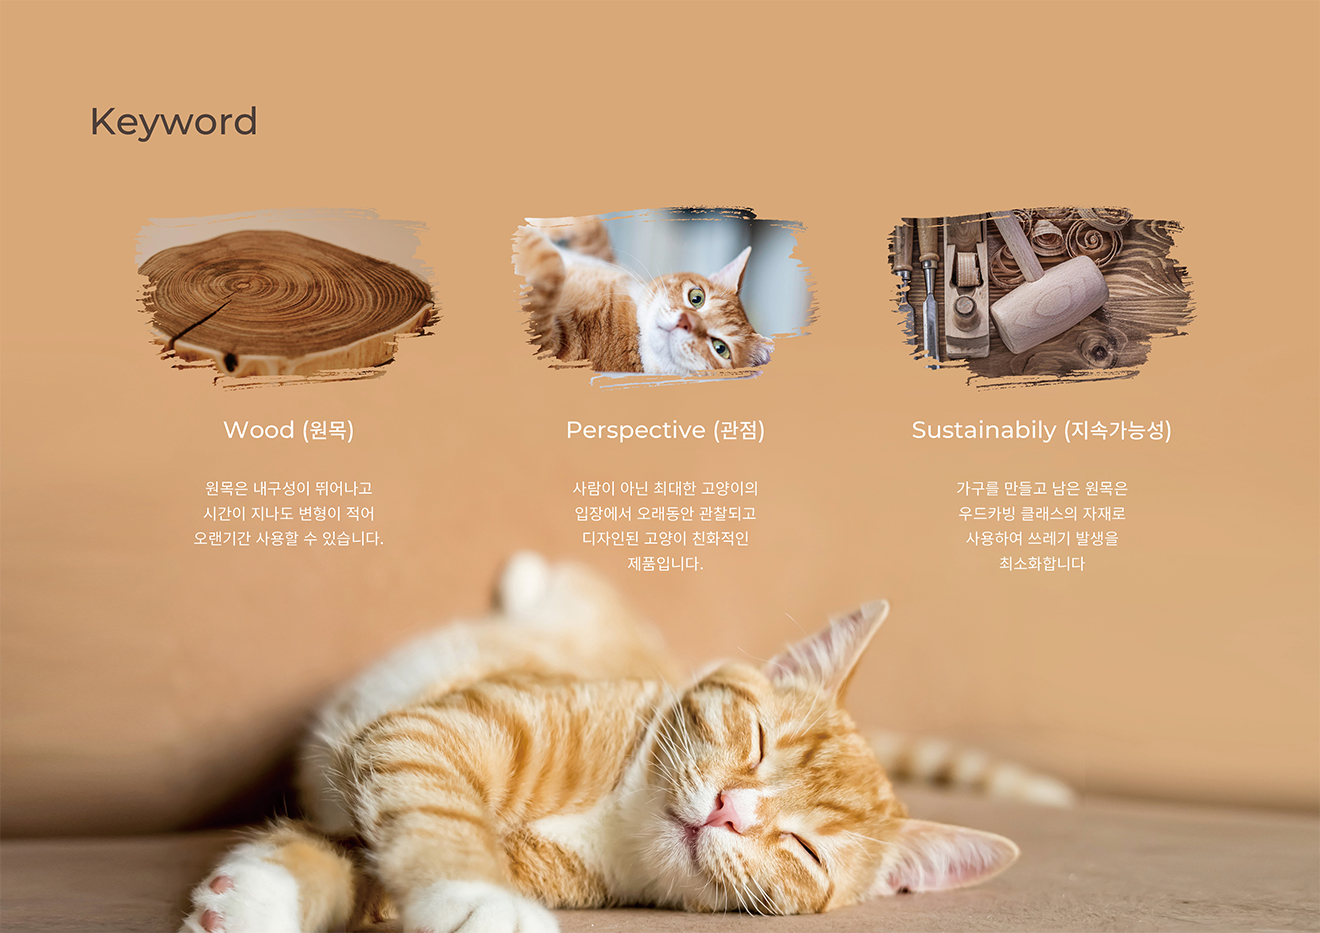 Keyword
Wood (원목)
원목은 내구성이 뛰어나고
시간이 지나도 변형이 적어
오랜기간 사용할 수 있습니다.
Perspective (관점)
사람이 아닌 최대한 고양이의
입장에서 오래동안 관찰되고
디자인된 고양이 친화적인
제품입니다.
Sustainabily (지속가능성)
가구를 만들고 남은 원목은
우드카빙 클래스의 자재로
사용하여 쓰레기 발생을
최소화합니다